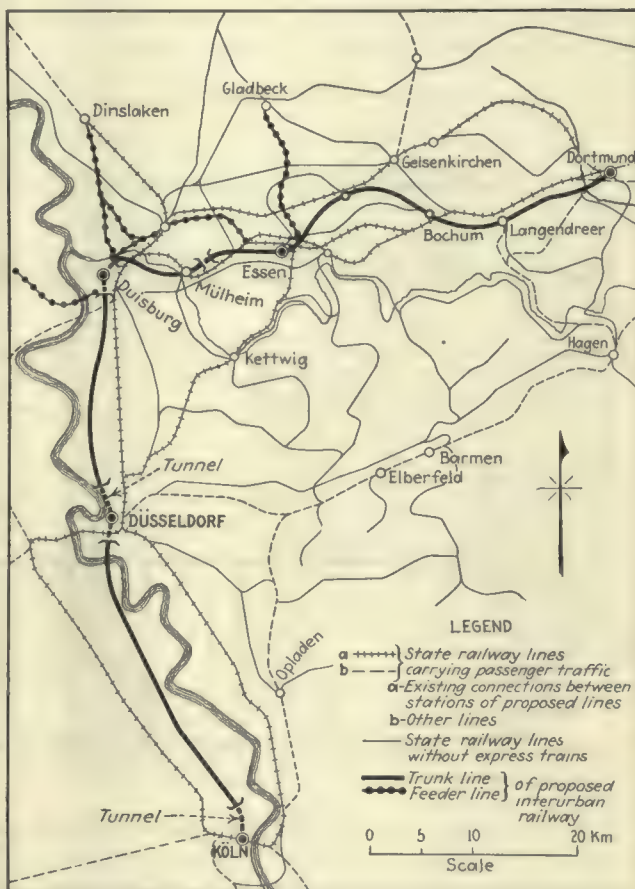 Dinslaken
Gladbeck
Gelsenkirchen
Dortmund
Bochum
Langendreer
Essen
Mülheim
Duisburg
Kettwig
Hagen
Barmen
Elberfeld
Tunnel
DÜSSELDORF
Opladen
Tunnel
KÖLN
LEGEND
a State railway lines
b carrying passenger traffic
a-Existing connections between
stations of proposed lines
b-Other lines
State railway lines
without express trains
Trunk line
Feeder line
of proposed
interurban
railway
0 5 10 20 Km
Scale